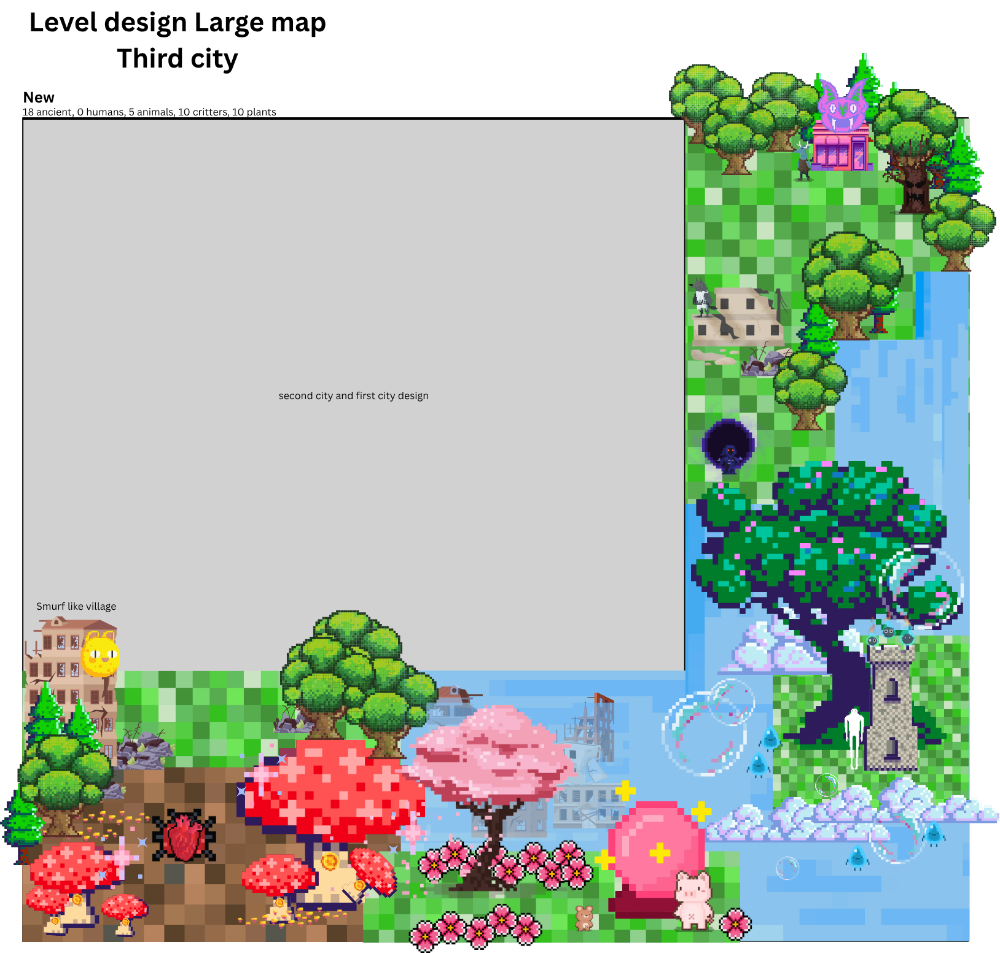 Level design Large map
Third city
New
18 ancient, 0 humans, 5 animals, 10 critters, 10 plants
second city and first city design
Smurf like village